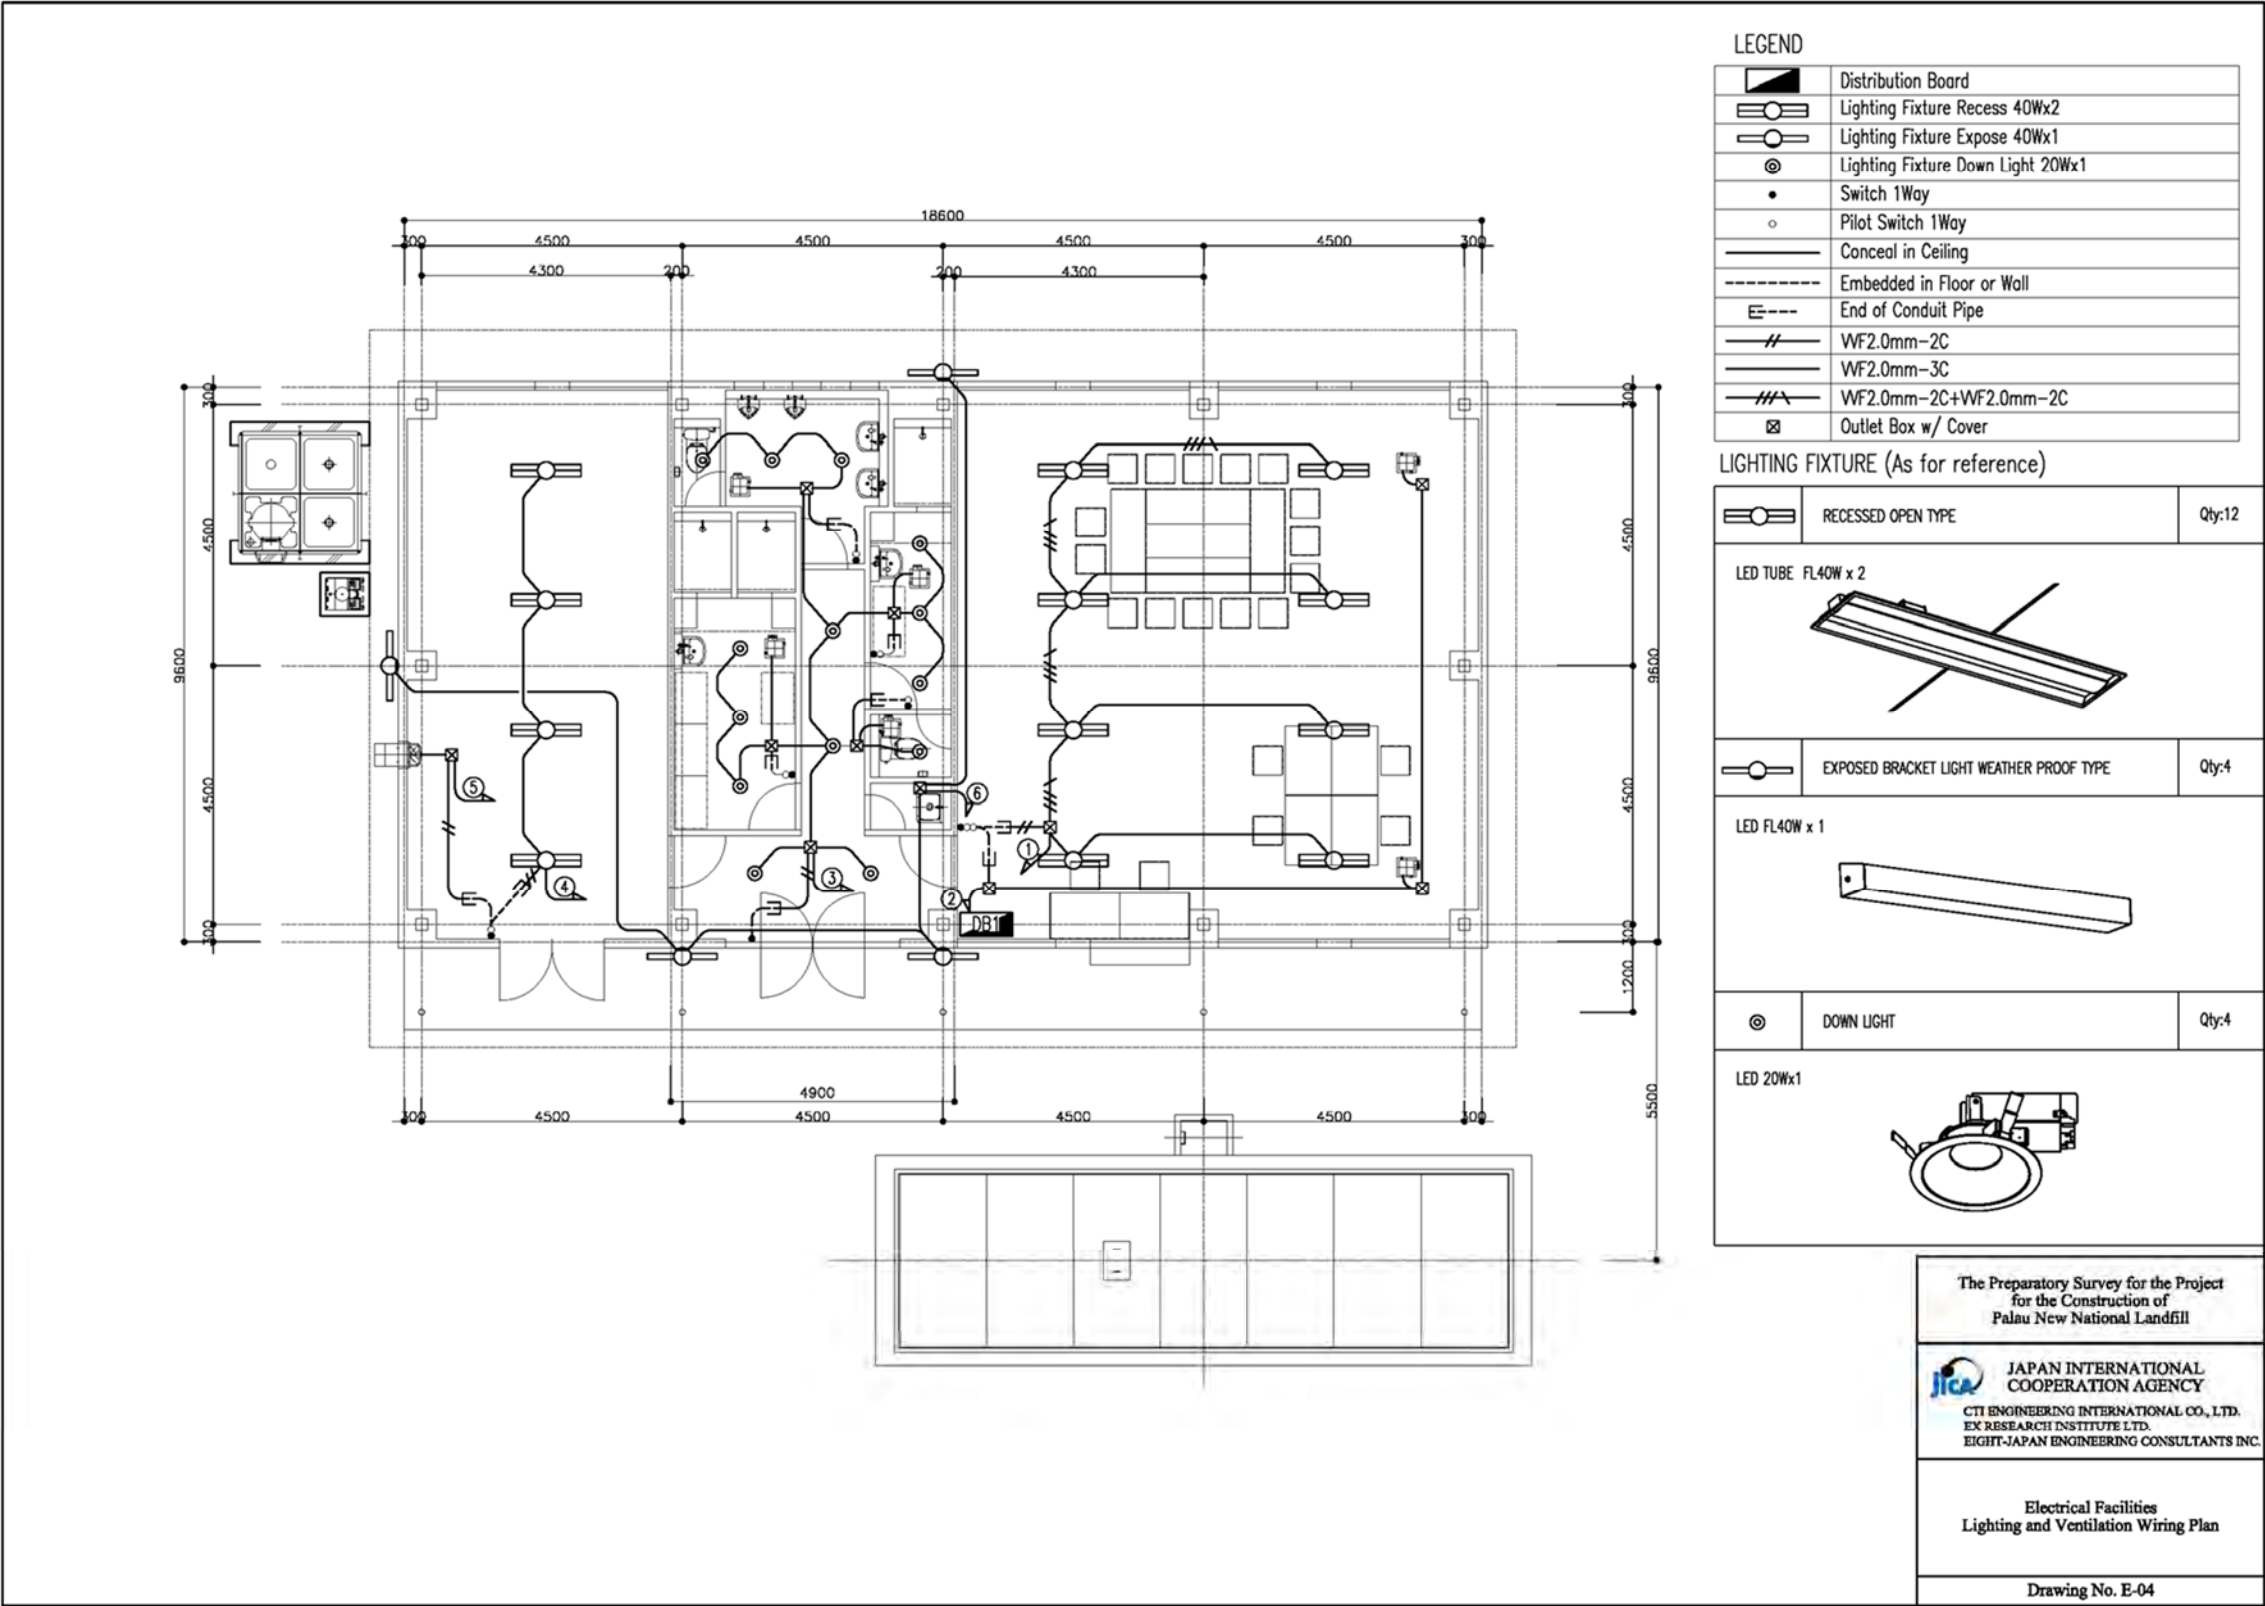 LEGEND
Distribution Board
Lighting Fixture Recess 40Wx2
Lighting Fixture Expose 40Wx1
Lighting Fixture Down Light 20Wx1
Switch 1Way
Pilot Switch 1Way
Conceal in Ceiling
Embedded in Floor or Wall
End of Conduit Pipe
VVF2.0mm-2C
VVF2.0mm-3C
VVF2.0mm-2C+VVF2.0mm-2C
Outlet Box w/ Cover
LIGHTING FIXTURE (As for reference)
RECESSED OPEN TYPE Qty:12
LED TUBE FL40W x 2
EXPOSED BRACKET LIGHT WEATHER PROOF TYPE Qty:4
LED FL40W x 1
DOWN LIGHT Qty:4
LED 20Wx1
18600
300 4500 4500 4500 4500 300
4300 200 200 4300
300
4500
9600
4500
300
300
4500
9600
4500
300
1200
5500
5
6
1
4
3
2
DB1
4900
300 4500 4500 4500 4500 300
The Preparatory Survey for the Project
for the Construction of
Palau New National Landfill
JICA
JAPAN INTERNATIONAL
COOPERATION AGENCY
CTI ENGINEERING INTERNATIONAL CO., LTD.
EX RESEARCH INSTITUTE LTD.
EIGHT-JAPAN ENGINEERING CONSULTANTS INC.
Electrical Facilities
Lighting and Ventilation Wiring Plan
Drawing No. E-04